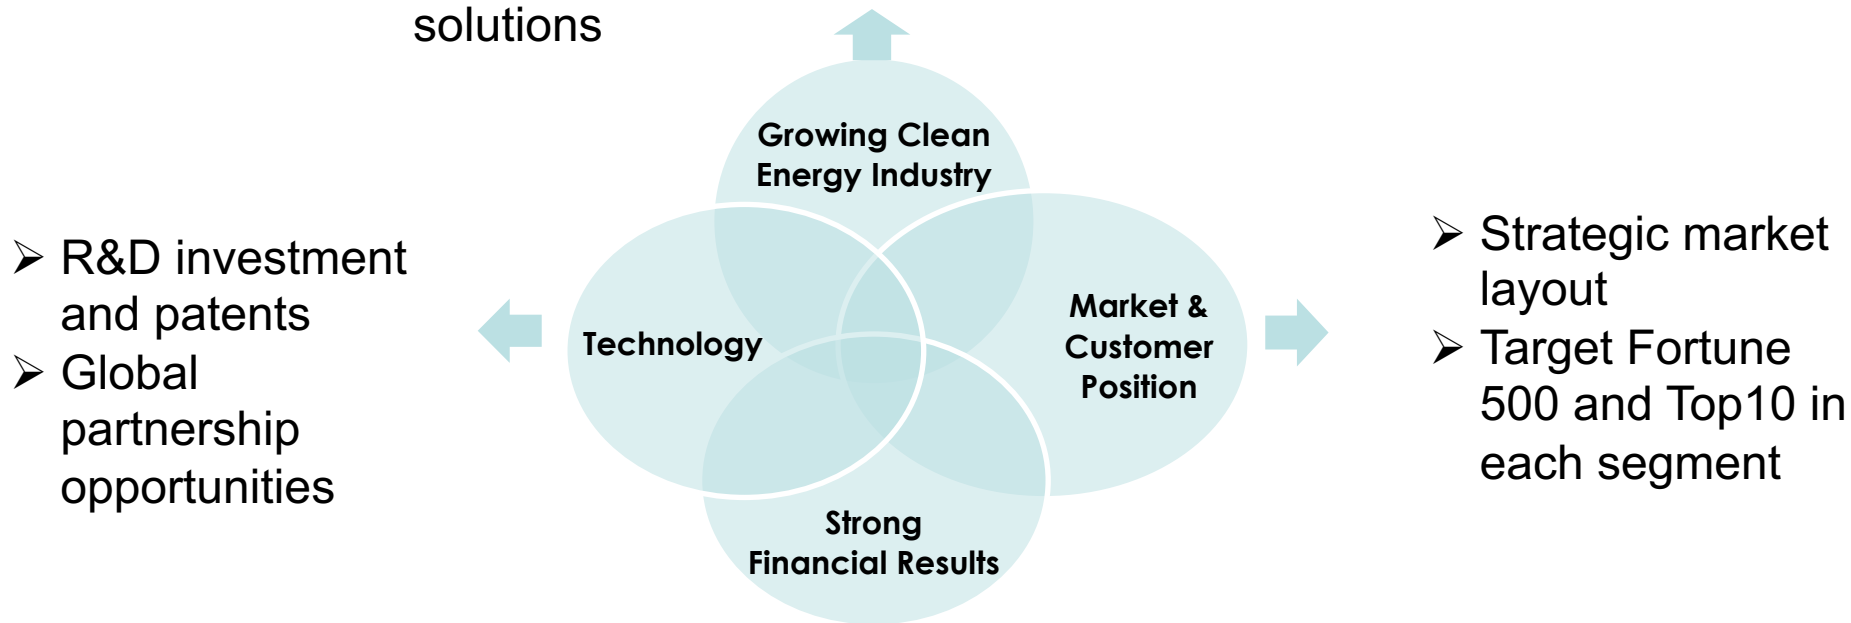 solutions
Growing Clean
Energy Industry
➢ R&D investment
and patents
➢ Global
partnership
opportunities
Technology
Market &
Customer
Position
➢ Strategic market
layout
➢ Target Fortune
500 and Top10 in
each segment
Strong
Financial Results